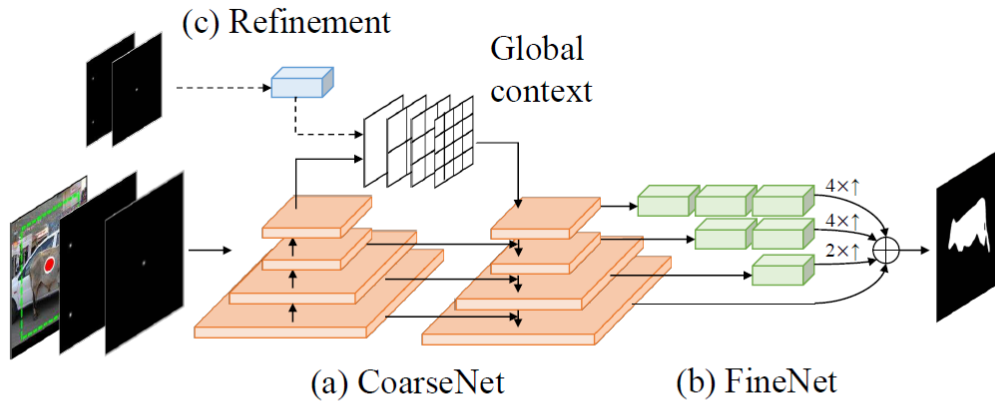 (c) Refinement
Global
context
4×↑
4×↑
2×↑
(a) CoarseNet
(b) FineNet